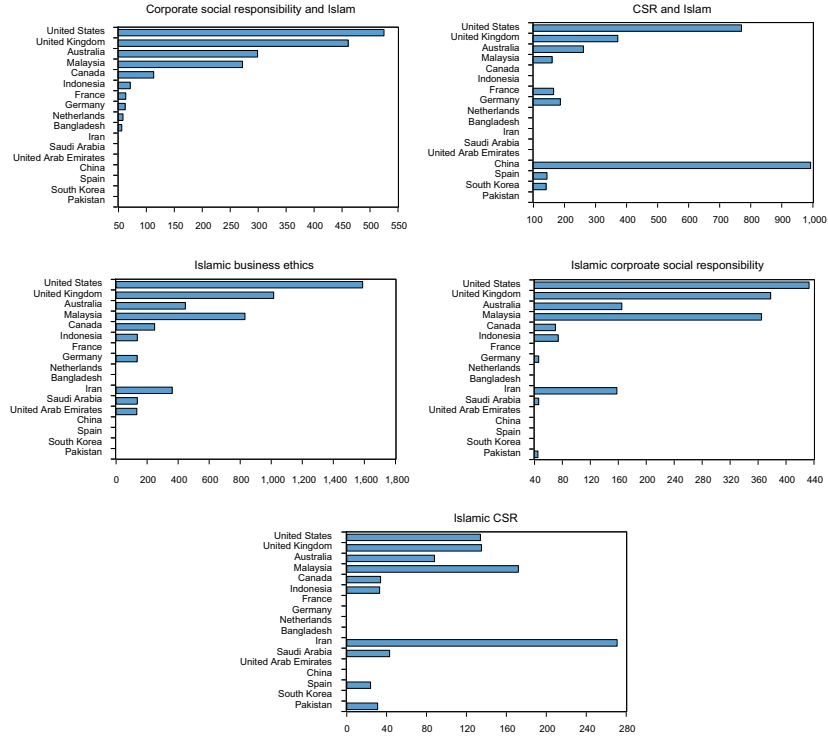 Corporate social responsibility and Islam
United States
United Kingdom
Australia
Malaysia
Canada
Indonesia
France
Germany
Netherlands
Bangladesh
Iran
Saudi Arabia
United Arab Emirates
China
Spain
South Korea
Pakistan
50 100 150 200 250 300 350 400 450 500 550
CSR and Islam
United States
United Kingdom
Australia
Malaysia
Canada
Indonesia
France
Germany
Netherlands
Bangladesh
Iran
Saudi Arabia
United Arab Emirates
China
Spain
South Korea
Pakistan
100 200 300 400 500 600 700 800 900 1,000
Islamic business ethics
United States
United Kingdom
Australia
Malaysia
Canada
Indonesia
France
Germany
Netherlands
Bangladesh
Iran
Saudi Arabia
United Arab Emirates
China
Spain
South Korea
Pakistan
0 200 400 600 800 1,000 1,200 1,400 1,600 1,800
Islamic corproate social responsibility
United States
United Kingdom
Australia
Malaysia
Canada
Indonesia
France
Germany
Netherlands
Bangladesh
Iran
Saudi Arabia
United Arab Emirates
China
Spain
South Korea
Pakistan
40 80 120 160 200 240 280 320 360 400 440
Islamic CSR
United States
United Kingdom
Australia
Malaysia
Canada
Indonesia
France
Germany
Netherlands
Bangladesh
Iran
Saudi Arabia
United Arab Emirates
China
Spain
South Korea
Pakistan
0 40 80 120 160 200 240 280